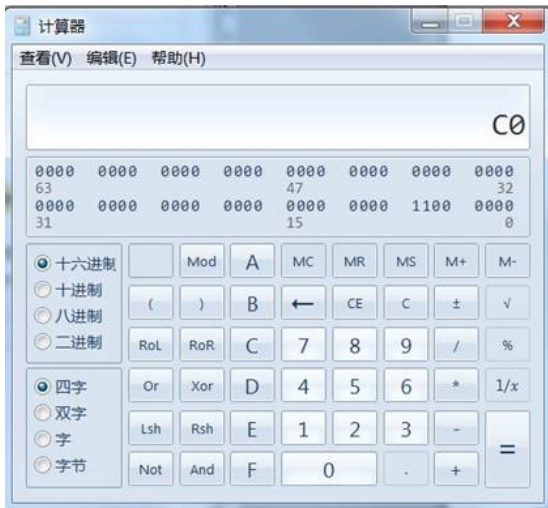 计算器
查看(V) 编辑(E) 帮助(H)
C0
0000 0000 0000 0000 0000 0000 0000 0000
63 47 32
0000 0000 0000 0000 0000 0000 1100 0000
31 15 0
十六进制 Mod A MC MR MS M+ M-
十进制
八进制 ( ) B ← CE C ± √
二进制 RoL RoR C 7 8 9 / %
四字 Or Xor D 4 5 6 * 1/x
双字
字 Lsh Rsh E 1 2 3 - =
字节 Not And F 0 . +